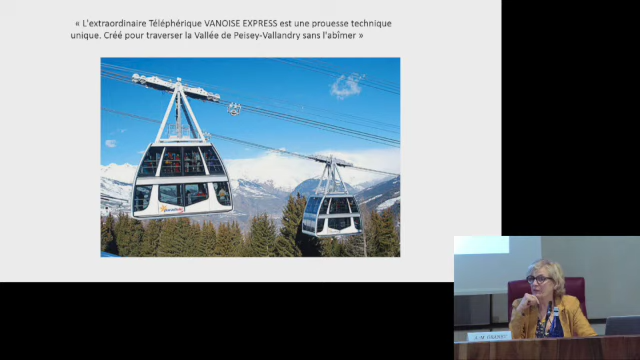 « L'extraordinaire Téléphérique VANOISE EXPRESS est une prouesse technique
unique. Créé pour traverser la Vallée de Peisey-Vallandry sans l'abîmer »